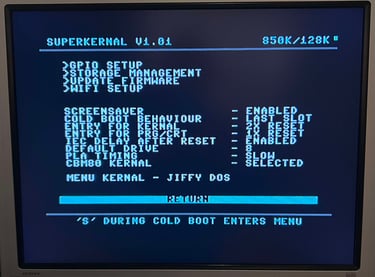 SUPERKERNAL V1.01 850K/128K
>GPIO SETUP
>STORAGE MANAGEMENT
>UPDATE FIRMWARE
>WIFI SETUP
SCREENSAVER - ENABLED
COLD BOOT BEHAVIOUR - LAST SLOT
ENTRY FOR KERNAL - 2X RESET
ENTRY FOR PRG/CRT - 1X RESET
IEC DELAY AFTER RESET - ENABLED
DEFAULT DRIVE - 8
PLA TIMING - SLOW
CBM80 KERNAL - SELECTED
MENU KERNAL - JIFFY DOS
RETURN
'S' DURING COLD BOOT ENTERS MENU